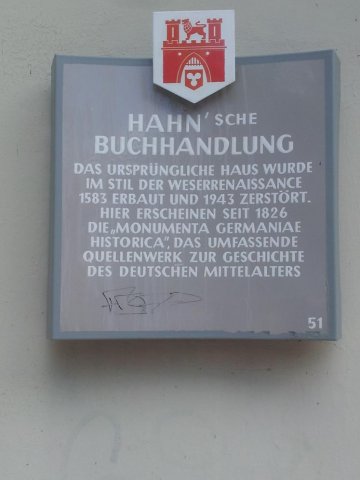 HAHN'SCHE
BUCHHANDLUNG
DAS URSPRÜNGLICHE HAUS WURDE
IM STIL DER WESERRENAISSANCE
1583 ERBAUT UND 1943 ZERSTÖRT.
HIER ERSCHEINEN SEIT 1826
DIE „MONUMENTA GERMANIAE
HISTORICA", DAS UMFASSENDE
QUELLENWERK ZUR GESCHICHTE
DES DEUTSCHEN MITTELALTERS
51